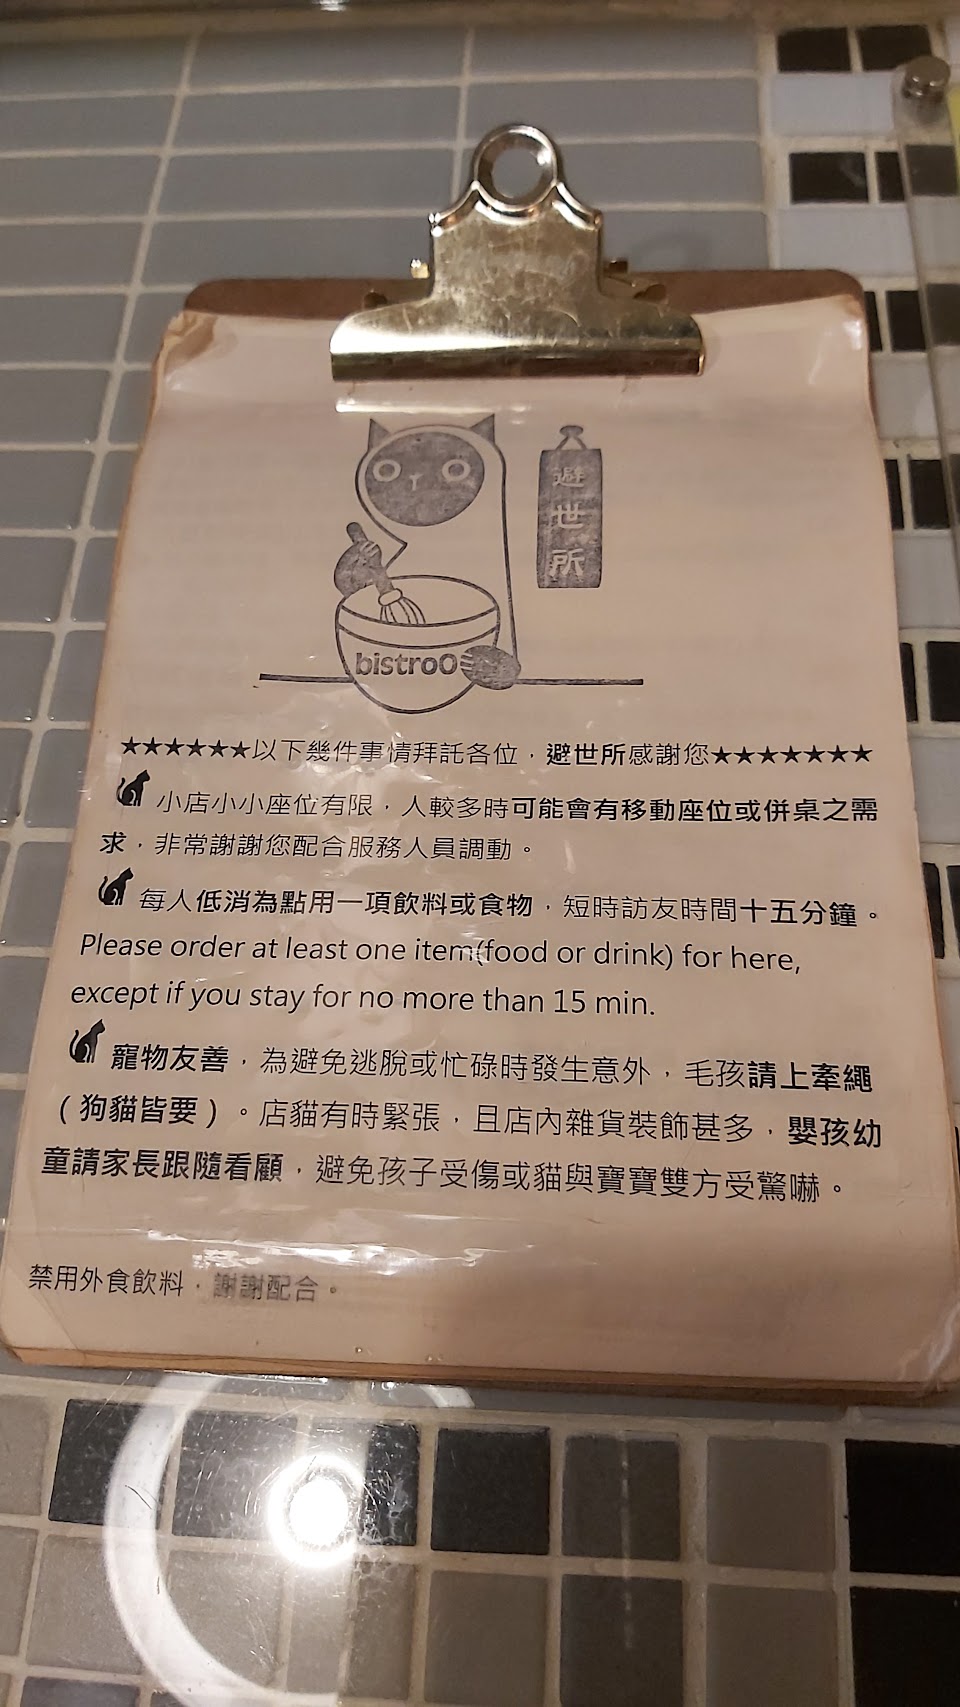 避世所
bistroO
★★★★★★以下幾件事情拜託各位，避世所感謝您★★★★★★★
小店小小座位有限，人較多時可能會有移動座位或併桌之需
求，非常謝謝您配合服務人員調動。
每人低消為點用一項飲料或食物，短時訪友時間十五分鐘。
Please order at least one item(food or drink) for here,
except if you stay for no more than 15 min.
寵物友善，為避免逃脫或忙碌時發生意外，毛孩請上牽繩
（狗貓皆要）。店貓有時緊張，且店內雜貨裝飾甚多，嬰孩幼
童請家長跟隨看顧，避免孩子受傷或貓與寶寶雙方受驚嚇。
禁用外食飲料，謝謝配合。